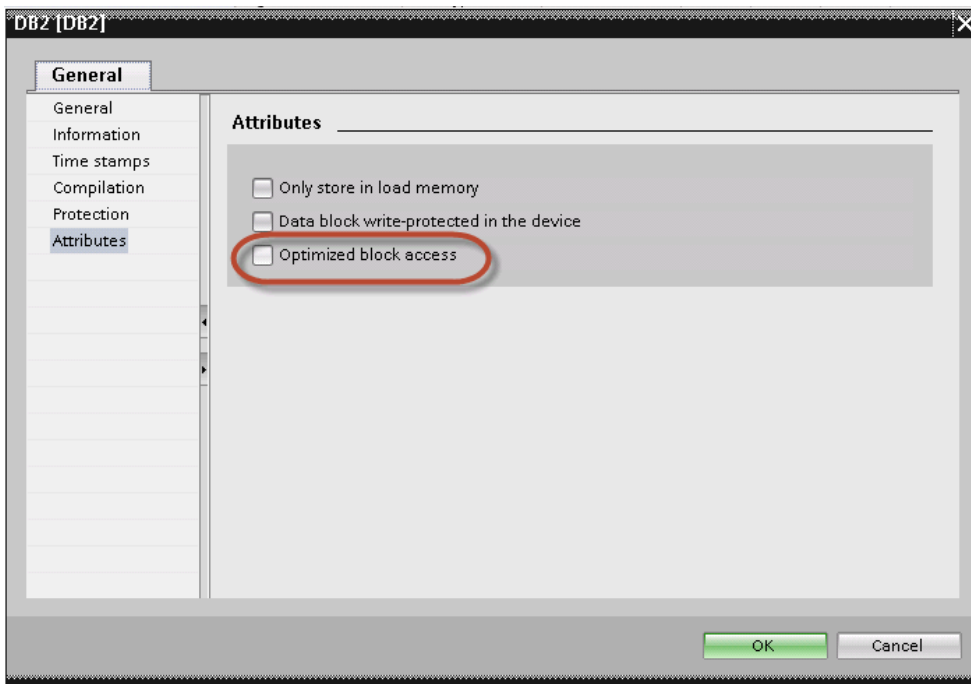 DB2 [DB2]
General
General
Information
Time stamps
Compilation
Protection
Attributes
Attributes
Only store in load memory
Data block write-protected in the device
Optimized block access
OK
Cancel